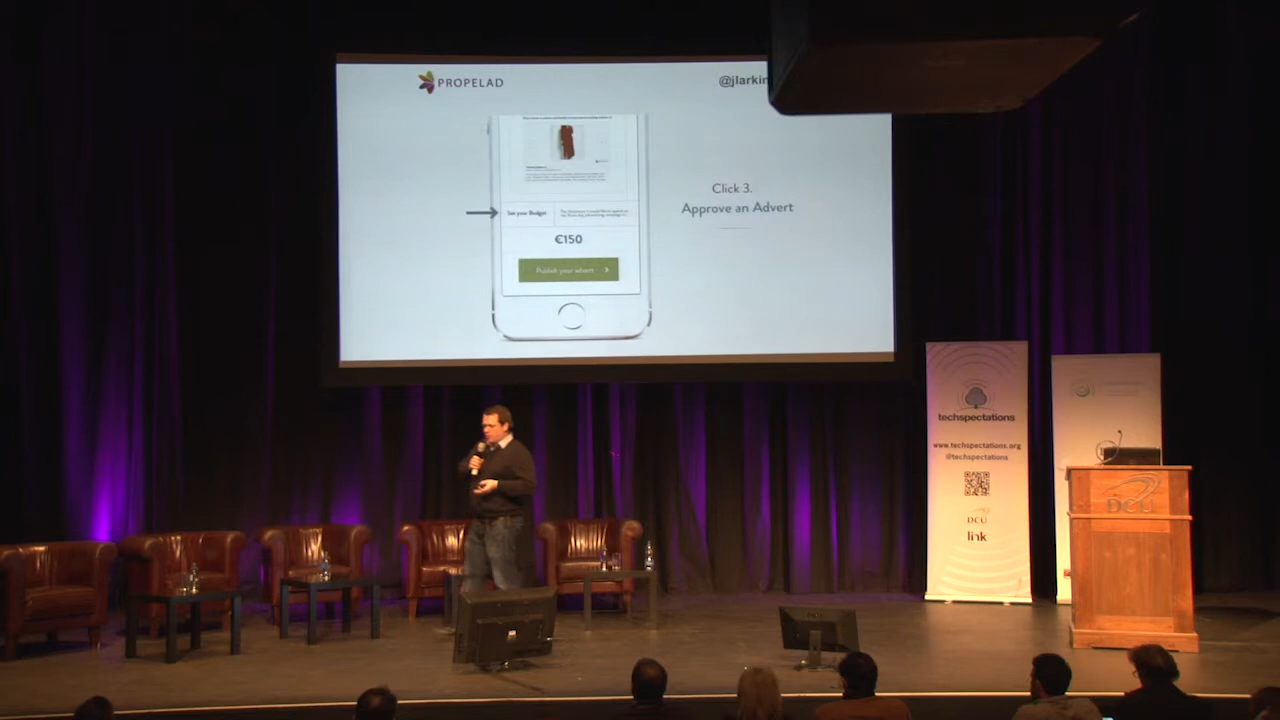 PROPELAD
@jlarkin
Click 3.
Approve an Advert
Set your Budget
€150
Publish your advert
techspectations
www.techspectations.org
@techspectations
DCU
link
DCU